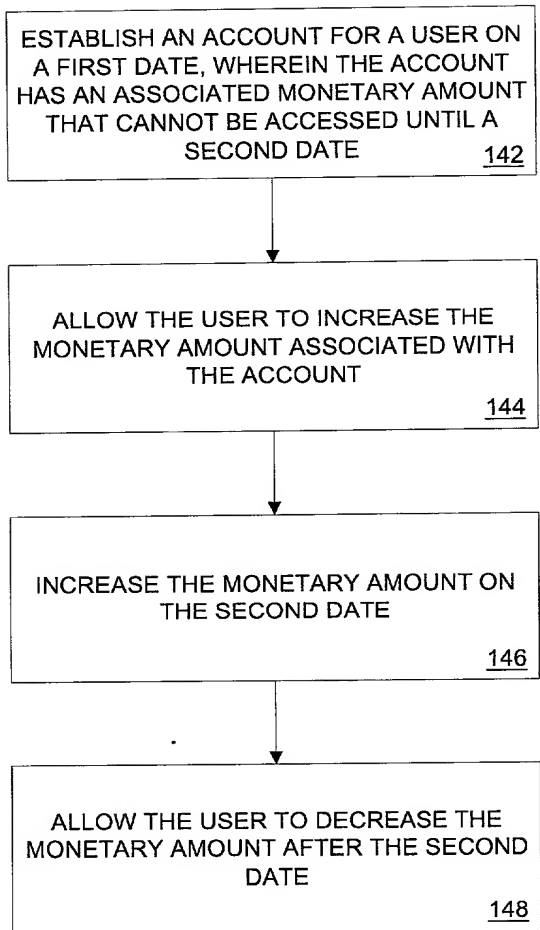 ESTABLISH AN ACCOUNT FOR A USER ON
A FIRST DATE, WHEREIN THE ACCOUNT
HAS AN ASSOCIATED MONETARY AMOUNT
THAT CANNOT BE ACCESSED UNTIL A
SECOND DATE
142
ALLOW THE USER TO INCREASE THE
MONETARY AMOUNT ASSOCIATED WITH
THE ACCOUNT
144
INCREASE THE MONETARY AMOUNT ON
THE SECOND DATE
146
ALLOW THE USER TO DECREASE THE
MONETARY AMOUNT AFTER THE SECOND
DATE
148